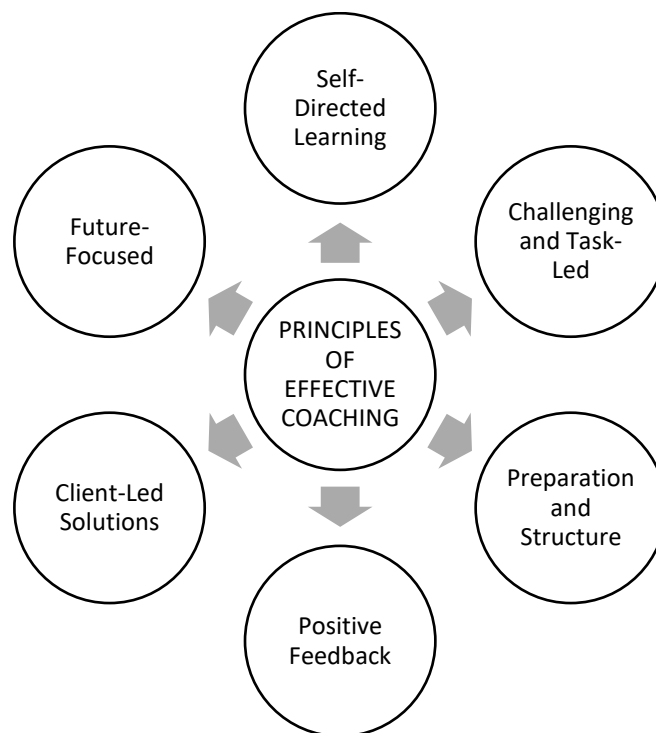 Self-
Directed
Learning
Future-
Focused
Challenging
and Task-
Led
PRINCIPLES
OF
EFFECTIVE
COACHING
Client-Led
Solutions
Preparation
and
Structure
Positive
Feedback